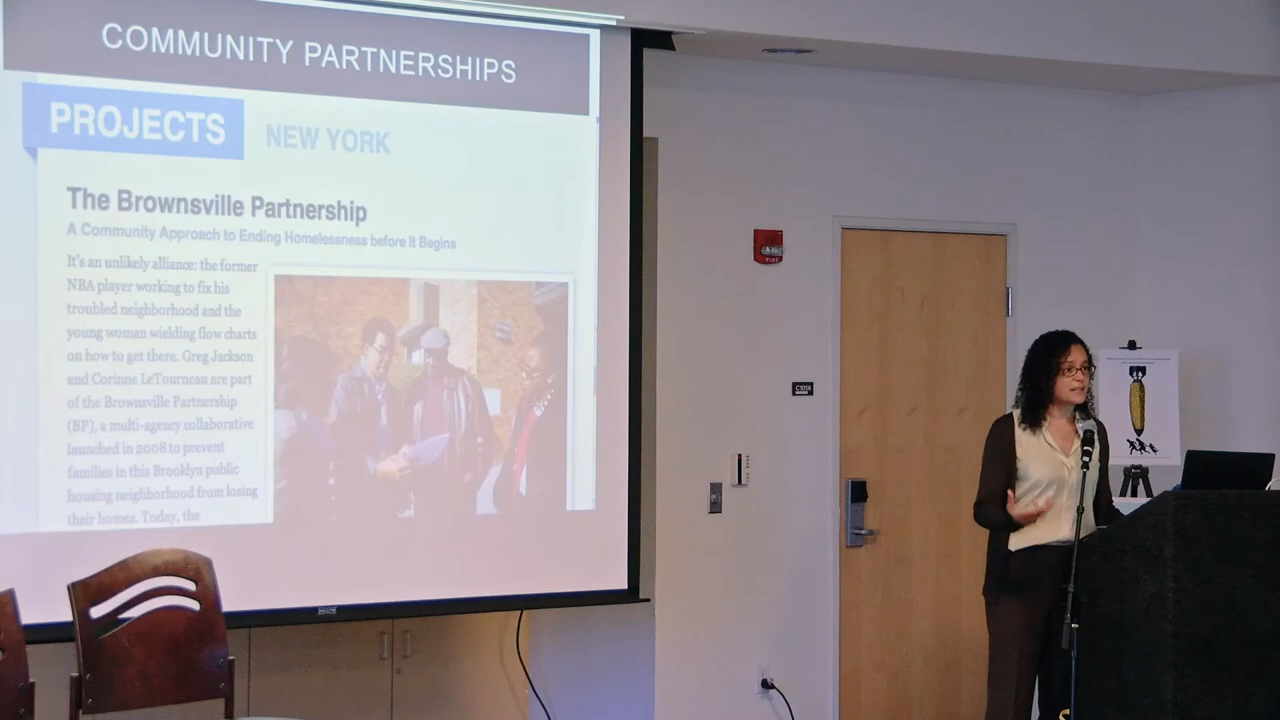 COMMUNITY PARTNERSHIPS
PROJECTS NEW YORK
The Brownsville Partnership
A Community Approach to Ending Homelessness before It Begins
It's an unlikely alliance: the former
NBA player working to fix his
troubled neighborhood and the
young woman wielding flow charts
on how to get there. Greg Jackson
and Corinne LeTourneau are part
of the Brownsville Partnership
(BP), a multi-agency collaborative
launched in 2008 to prevent
families in this Brooklyn public
housing neighborhood from losing
their homes. Today, the
FIRE
C101A